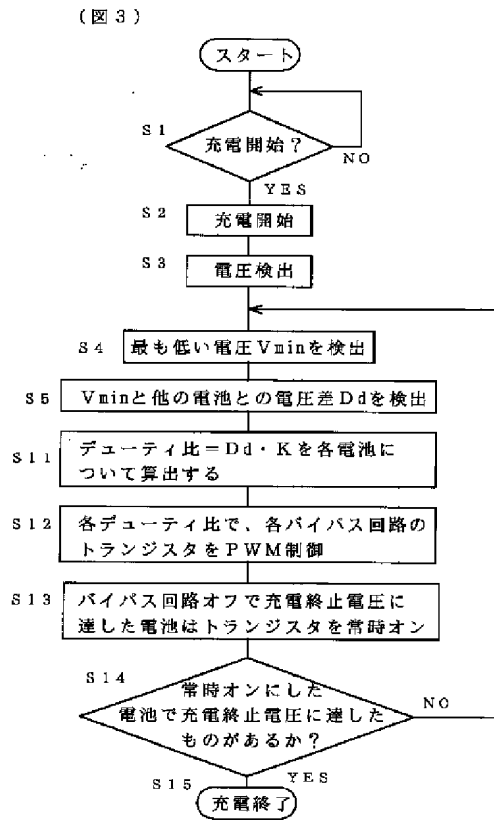 (図3)
スタート
S1
充電開始?
NO
YES
S2
充電開始
S3
電圧検出
S4
最も低い電圧Vminを検出
S5
Vminと他の電池との電圧差Ddを検出
S11
デューティ比=Dd・Kを各電池に
ついて算出する
S12
各デューティ比で、各バイパス回路の
トランジスタをPWM制御
S13
バイパス回路オフで充電終止電圧に
達した電池はトランジスタを常時オン
S14
常時オンにした
電池で充電終止電圧に達した
ものがあるか?
NO
YES
S15
充電終了